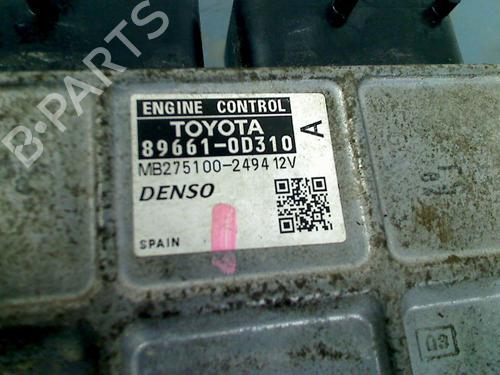 ENGINE CONTROL
TOYOTA
89661-0D310
A
MB275100-2494 12V
DENSO
SPAIN
B-Parts